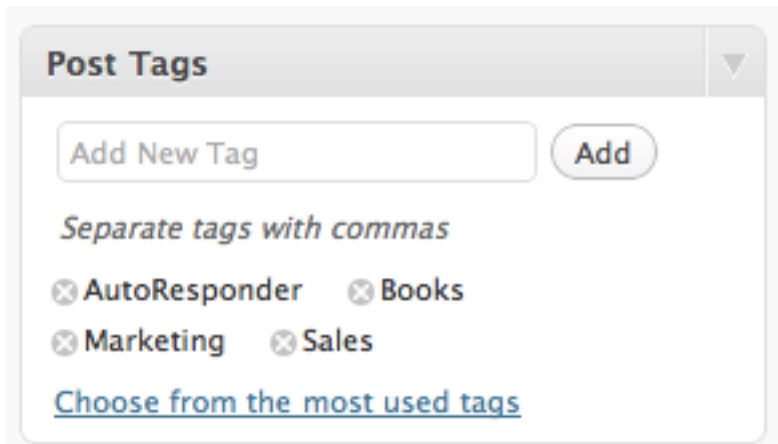 Post Tags
Add New Tag Add
Separate tags with commas
AutoResponder Books
Marketing Sales
Choose from the most used tags